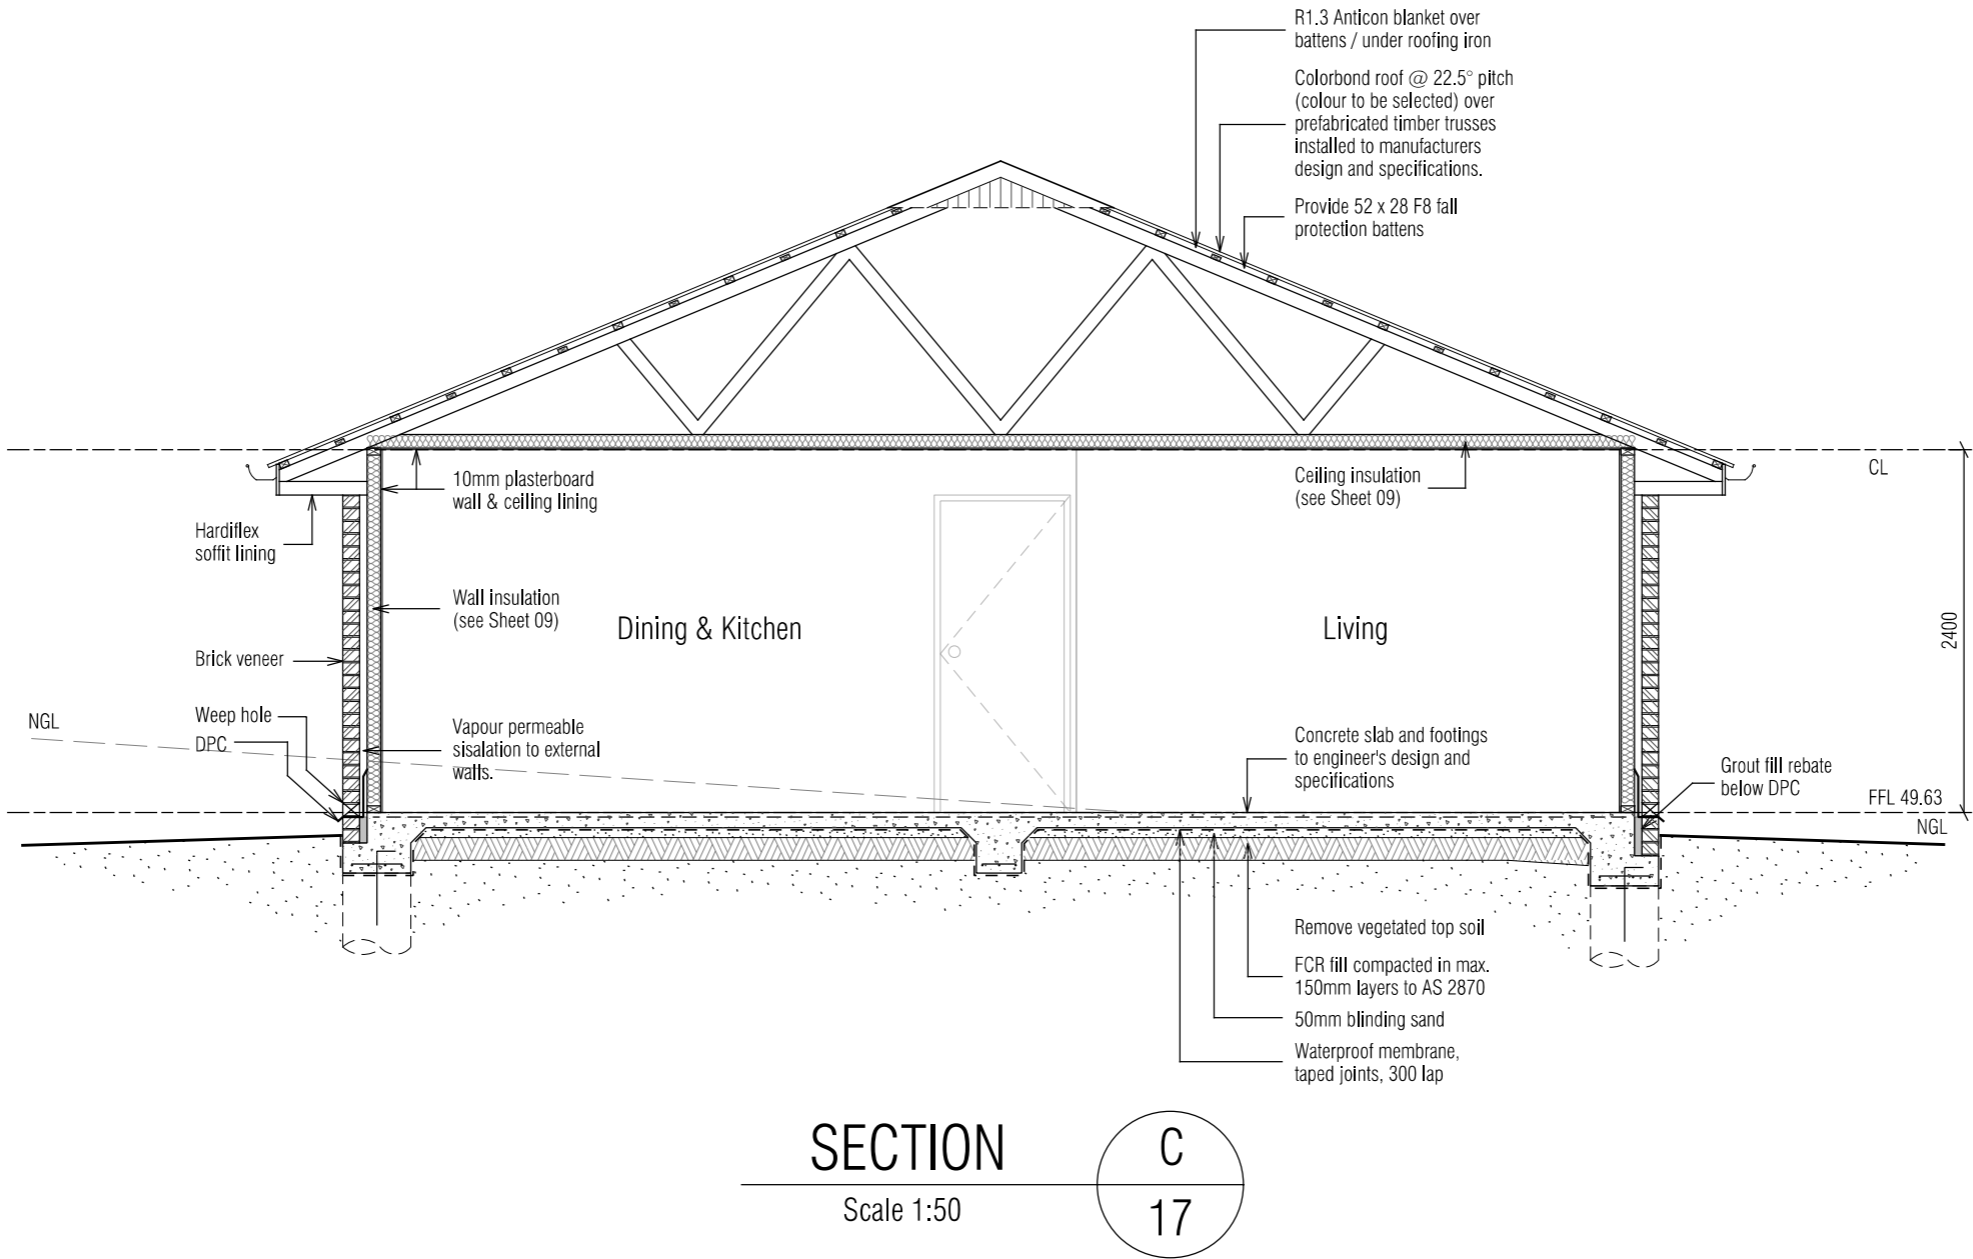 R1.3 Anticon blanket over
battens / under roofing iron
Colorbond roof @ 22.5° pitch
(colour to be selected) over
prefabricated timber trusses
installed to manufacturers
design and specifications.
Provide 52 x 28 F8 fall
protection battens
10mm plasterboard
wall & ceiling lining
Ceiling insulation
(see Sheet 09)
CL
Hardiflex
soffit lining
Wall insulation
(see Sheet 09)
Dining & Kitchen
Living
2400
Brick veneer
Weep hole
DPC
NGL
Vapour permeable
sisalation to external
walls.
Concrete slab and footings
to engineer's design and
specifications
Grout fill rebate
below DPC
FFL 49.63
NGL
Remove vegetated top soil
FCR fill compacted in max.
150mm layers to AS 2870
50mm blinding sand
Waterproof membrane,
taped joints, 300 lap
SECTION
Scale 1:50
C
17